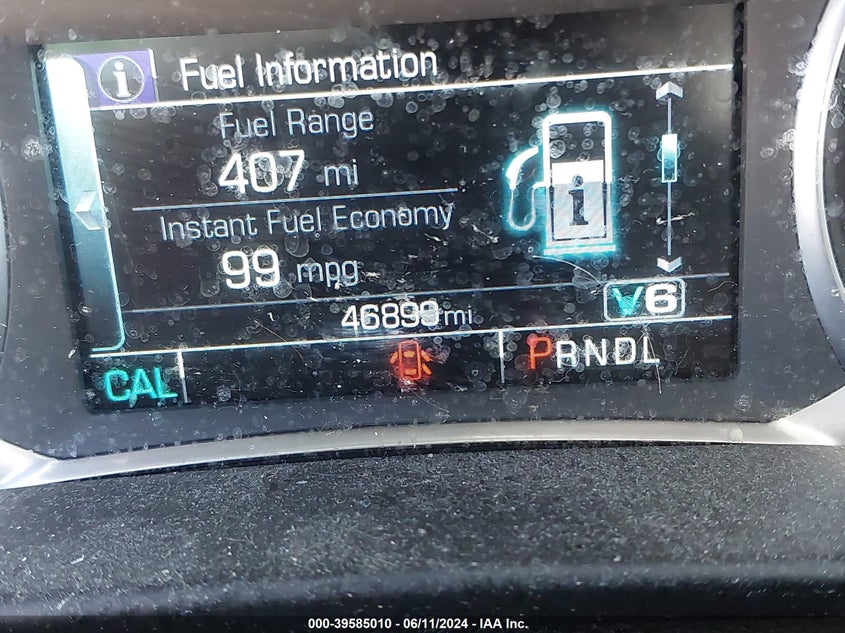 i Fuel Information
Fuel Range
407 mi
Instant Fuel Economy
99 mpg
i
46899 mi
V6
CAL
PRNDL
000-39585010 - 06/11/2024 - IAA Inc.